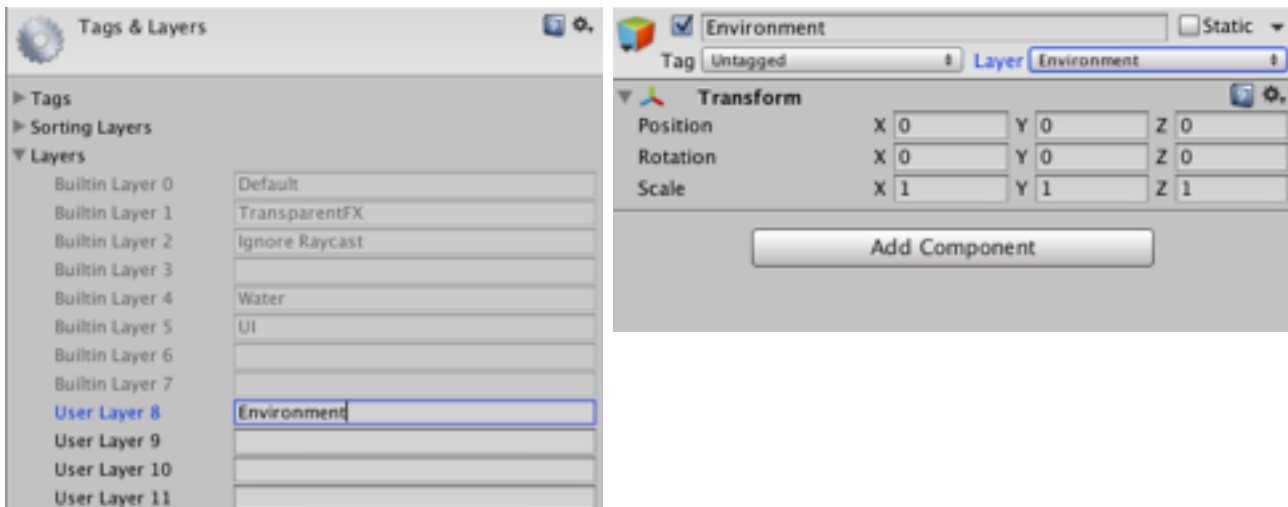 Tags & Layers
Tags
Sorting Layers
Layers
Builtin Layer 0 Default
Builtin Layer 1 TransparentFX
Builtin Layer 2 Ignore Raycast
Builtin Layer 3
Builtin Layer 4 Water
Builtin Layer 5 UI
Builtin Layer 6
Builtin Layer 7
User Layer 8 Environment
User Layer 9
User Layer 10
User Layer 11
Environment Static
Tag Untagged Layer Environment
Transform
Position X 0 Y 0 Z 0
Rotation X 0 Y 0 Z 0
Scale X 1 Y 1 Z 1
Add Component